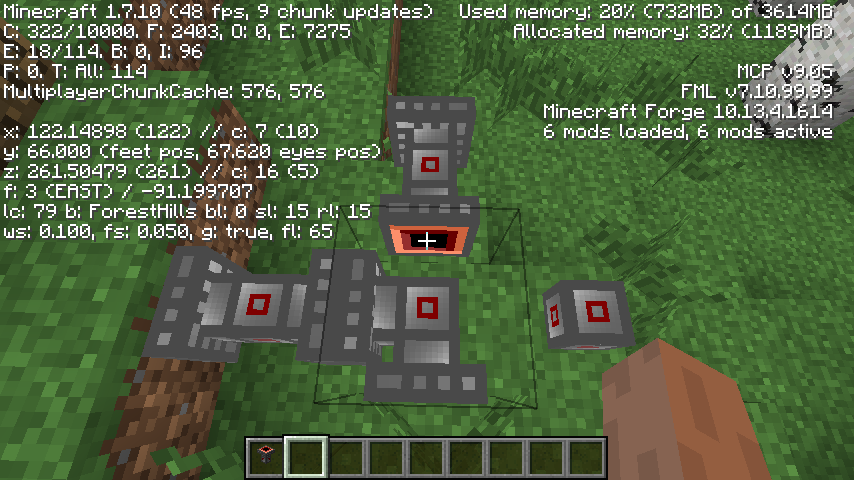 Minecraft 1.7.10 (48 fps, 9 chunk updates)
C: 322/10000. F: 2403, O: 0, E: 7275
E: 18/114. B: 0, I: 96
P: 0. T: All: 114
MultiplayerChunkCache: 576, 576
x: 122.14898 (122) // c: 7 (10)
y: 66.000 (feet pos, 67.620 eyes pos)
z: 261.50479 (261) // c: 16 (5)
f: 3 (EAST) / -91.199707
lc: 79 b: ForestHills bl: 0 sl: 15 rl: 15
ws: 0.100, fs: 0.050, g: true, fl: 65
Used memory: 20% (732MB) of 3614MB
Allocated memory: 32% (1189MB)
MCP v9.05
FML v7.10.99.99
Minecraft Forge 10.13.4.1614
6 mods loaded, 6 mods active